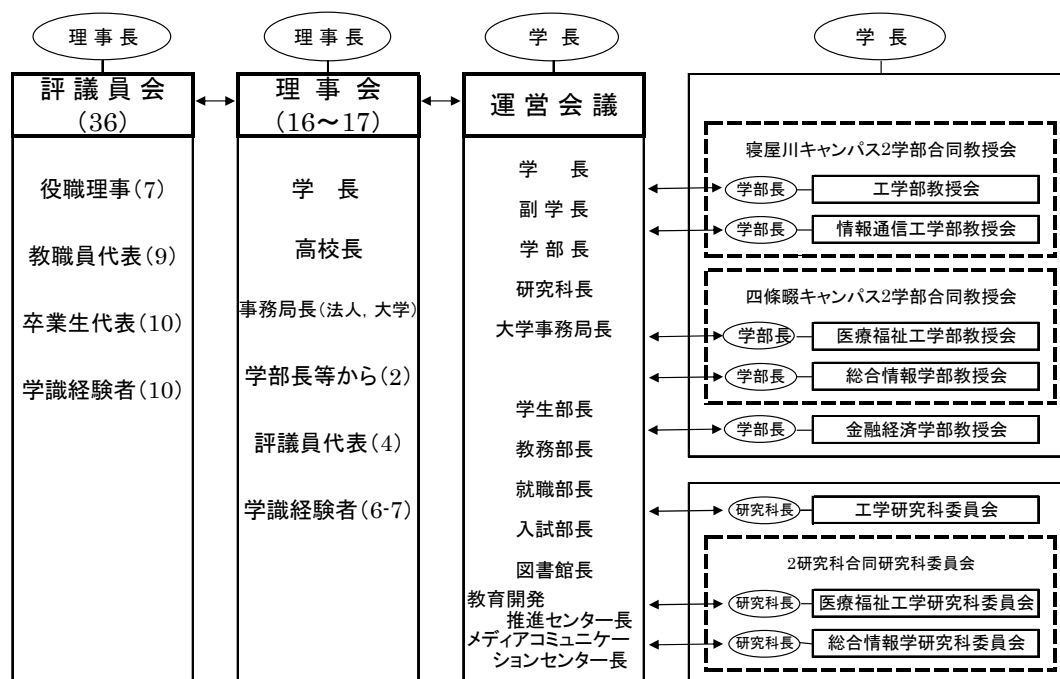 理事長
評議員会
(36)
役職理事(7)
教職員代表(9)
卒業生代表(10)
学識経験者(10)
理事長
理事会
(16～17)
学長
高校長
事務局長(法人, 大学)
学部長等から(2)
評議員代表(4)
学識経験者(6-7)
学長
運営会議
学長
副学長
学部長
研究科長
大学事務局長
学生部長
教務部長
就職部長
入試部長
図書館長
教育開発
推進センター長
メディアコミュニケー
ションセンター長
学長
寝屋川キャンパス2学部合同教授会
学部長 工学部教授会
学部長 情報通信工学部教授会
四條畷キャンパス2学部合同教授会
学部長 医療福祉工学部教授会
学部長 総合情報学部教授会
学部長 金融経済学部教授会
研究科長 工学研究科委員会
2研究科合同研究科委員会
研究科長 医療福祉工学研究科委員会
研究科長 総合情報学研究科委員会